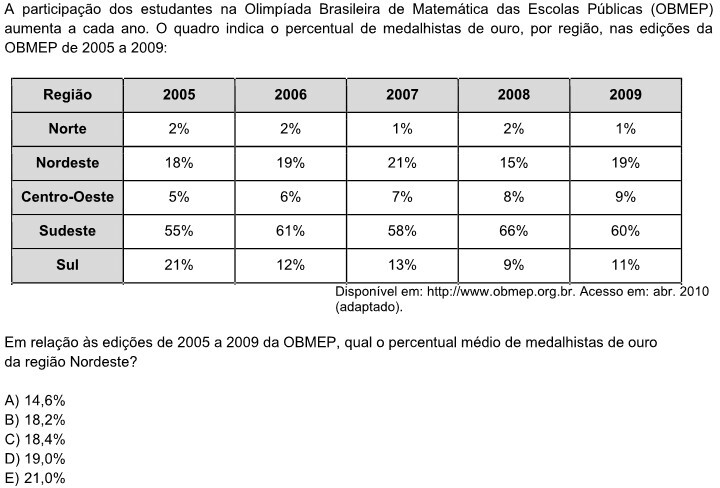 A participação dos estudantes na Olimpíada Brasileira de Matemática das Escolas Públicas (OBMEP)
aumenta a cada ano. O quadro indica o percentual de medalhistas de ouro, por região, nas edições da
OBMEP de 2005 a 2009:
Região 2005 2006 2007 2008 2009
Norte 2% 2% 1% 2% 1%
Nordeste 18% 19% 21% 15% 19%
Centro-Oeste 5% 6% 7% 8% 9%
Sudeste 55% 61% 58% 66% 60%
Sul 21% 12% 13% 9% 11%
Disponível em: http://www.obmep.org.br. Acesso em: abr. 2010
(adaptado).
Em relação às edições de 2005 a 2009 da OBMEP, qual o percentual médio de medalhistas de ouro
da região Nordeste?
A) 14,6%
B) 18,2%
C) 18,4%
D) 19,0%
E) 21,0%